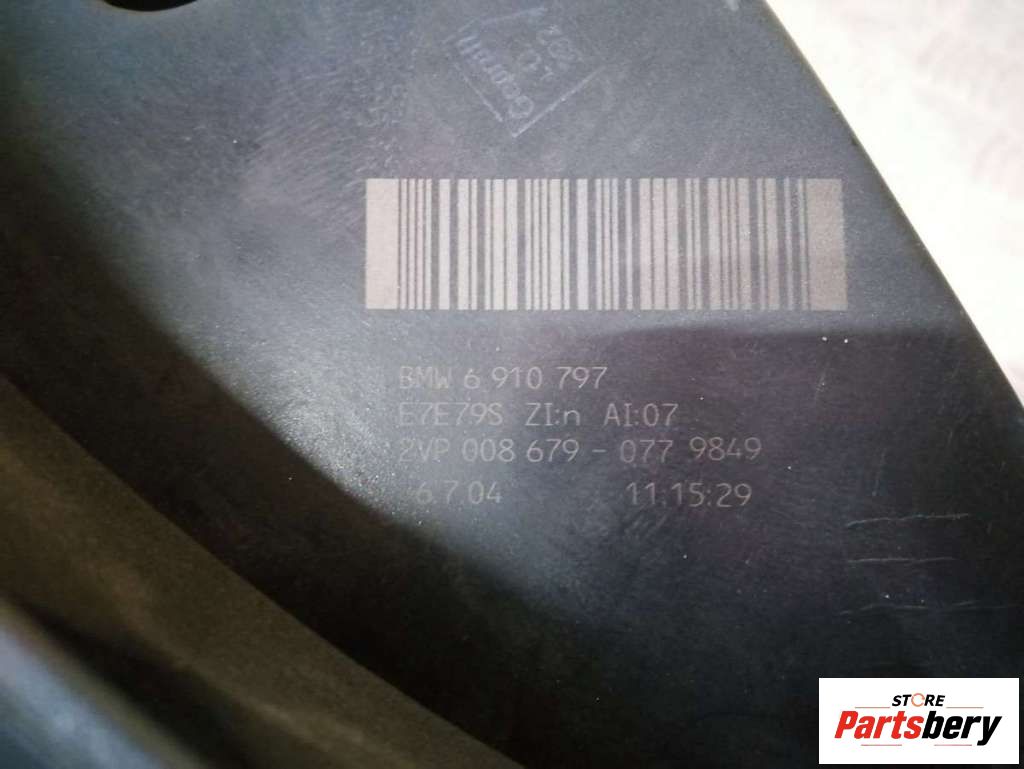 Germany
BMW 6 910 797
E7E79S ZI:n AI:07
2VP 008 679 - 077 9849
6.7.04 11:15:29
STORE
Partsbery